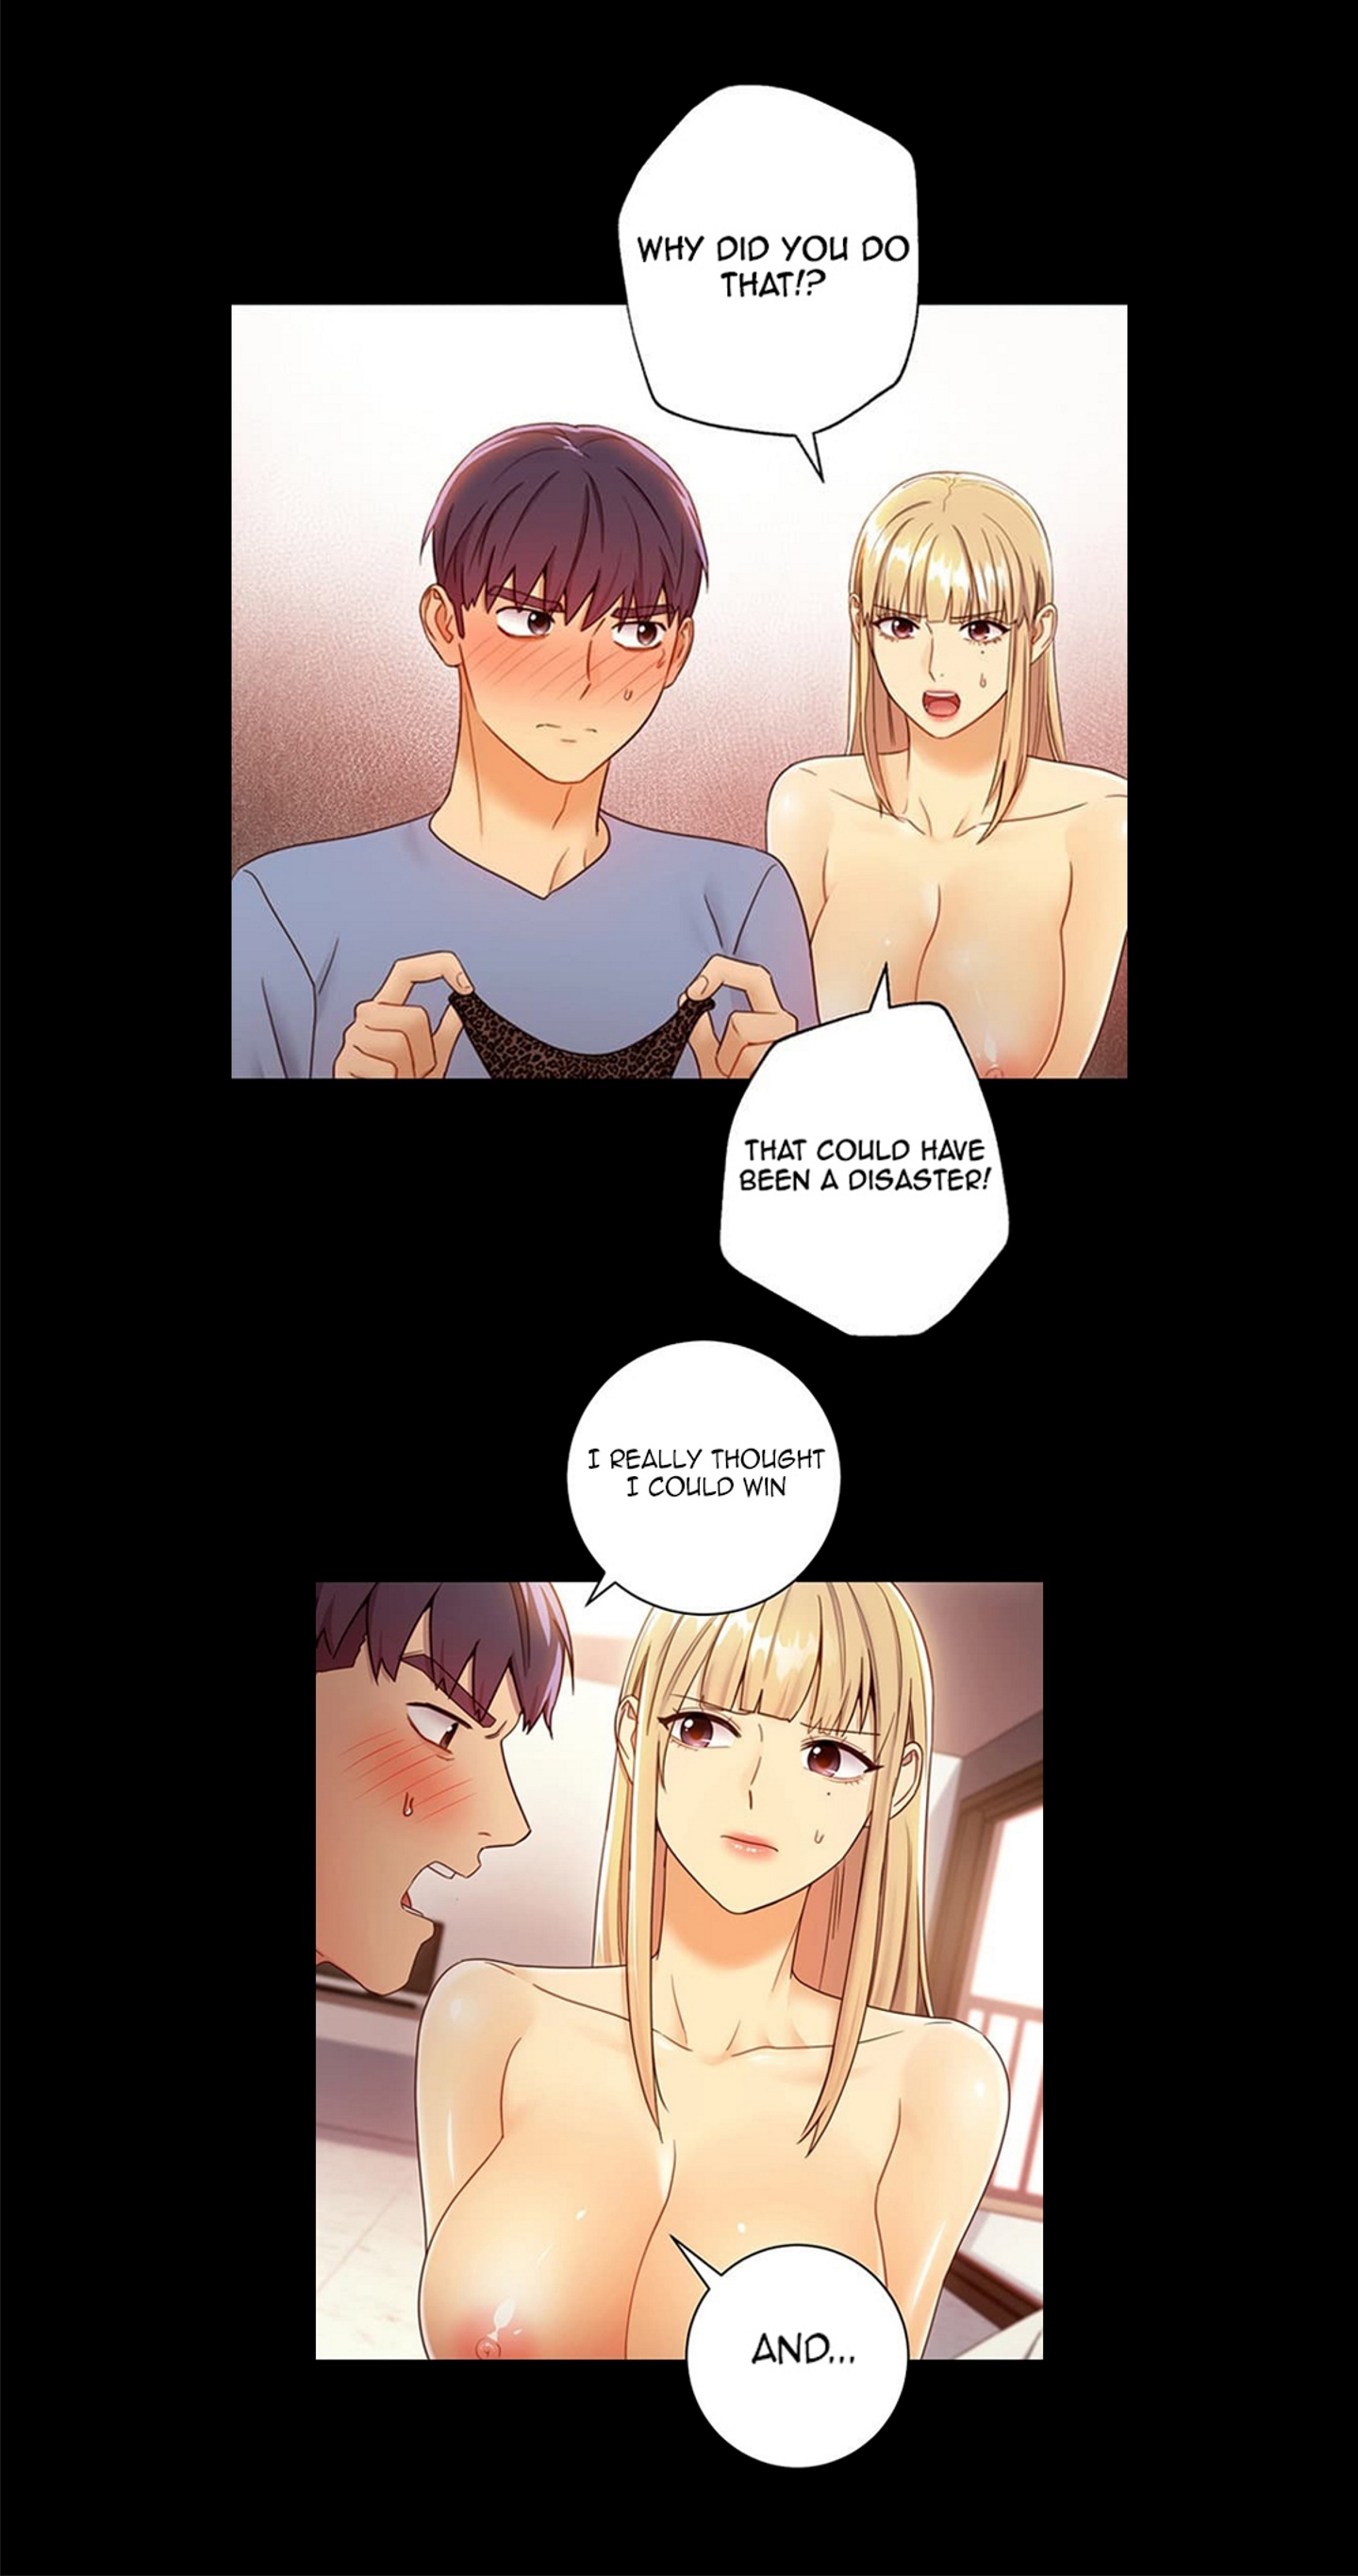 WHY DID YOU DO
THAT!?
THAT COULD HAVE
BEEN A DISASTER!
I REALLY THOUGHT
I COULD WIN
AND...